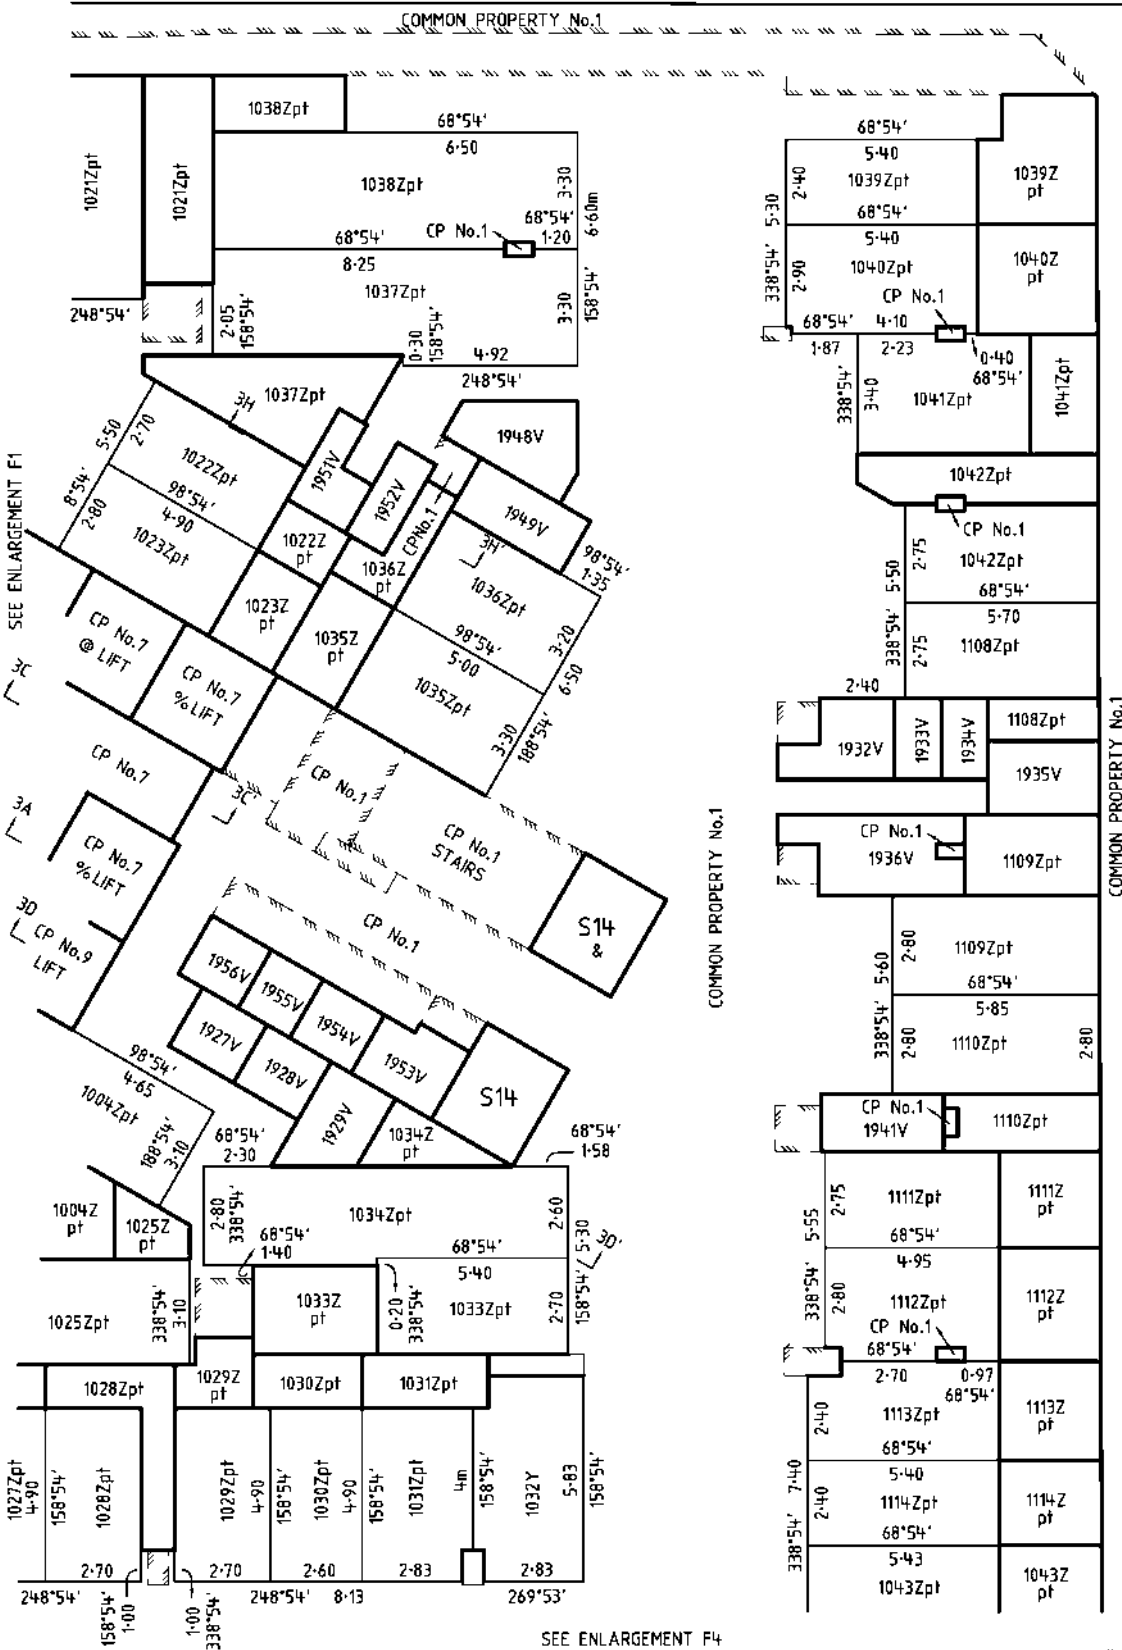 COMMON PROPERTY No.1
1021Zpt
1021Zpt
1038Zpt
68°54'
6·50
1038Zpt
3·30
6·60m
68°54'
1·20
CP No.1
68°54'
8·25
1037Zpt
3·30
158°54'
248°54'
2·05
158°54'
0·30
158°54'
4·92
248°54'
1037Zpt
3H
1948V
SEE ENLARGEMENT F1
5·50
2·70
8°54'
2·80
1022Zpt
98°54'
4·90
1023Zpt
1951V
1952V
CPNo.1
1949V
3H'
98°54'
1·35
1022Z
pt
1036Z
pt
1036Zpt
1023Z
pt
1035Z
pt
98°54'
5·00
1035Zpt
3·20
6·50
3·30
188°54'
CP No.7
@ LIFT
3C
CP No.7
% LIFT
CP No.7
3C'
CP No.1
3A
CP No.7
% LIFT
CP No.1
STAIRS
3D
CP No.9
LIFT
CP No.1
S14
&
1956V
1955V
1954V
1953V
1927V
1928V
1929V
1034Z
pt
S14
98°54'
4·65
1004Zpt
188°54'
3·10
68°54'
2·30
68°54'
1·58
1004Z
pt
1025Z
pt
2·80
338°54'
1034Zpt
2·60
5·30
3D'
68°54'
1·40
68°54'
5·40
1025Zpt
338°54'
3·10
1033Z
pt
0·20
338°54'
1033Zpt
2·70
158°54'
1028Zpt
1029Z
pt
1030Zpt
1031Zpt
1027Zpt
4·90
158°54'
1028Zpt
1029Zpt
4·90
158°54'
1030Zpt
4·90
158°54'
1031Zpt
4m
158°54'
1032Y
5·83
158°54'
2·70
2·70
2·60
2·83
2·83
248°54'
158°54'
1·00
1·00
338°54'
248°54'
8·13
269°53'
SEE ENLARGEMENT F4
68°54'
5·40
1039Zpt
2·40
5·30
1039Z
pt
68°54'
5·40
1040Zpt
2·90
338°54'
1040Z
pt
CP No.1
68°54'
4·10
1·87
2·23
0·40
68°54'
338°54'
3·40
1041Zpt
1041Zpt
1042Zpt
CP No.1
2·75
1042Zpt
5·50
68°54'
5·70
1108Zpt
338°54'
2·75
2·40
1932V
1933V
1934V
1108Zpt
1935V
COMMON PROPERTY No.1
COMMON PROPERTY No.1
CP No.1
1936V
1109Zpt
2·80
5·60
1109Zpt
68°54'
5·85
338°54'
2·80
1110Zpt
2·80
CP No.1
1941V
1110Zpt
2·75
5·55
1111Zpt
1111Z
pt
68°54'
4·95
338°54'
2·80
1112Zpt
1112Z
pt
CP No.1
68°54'
2·70
0·97
68°54'
2·40
1113Zpt
1113Z
pt
68°54'
7·40
5·40
2·40
1114Zpt
1114Z
pt
68°54'
338°54'
5·43
1043Zpt
1043Z
pt